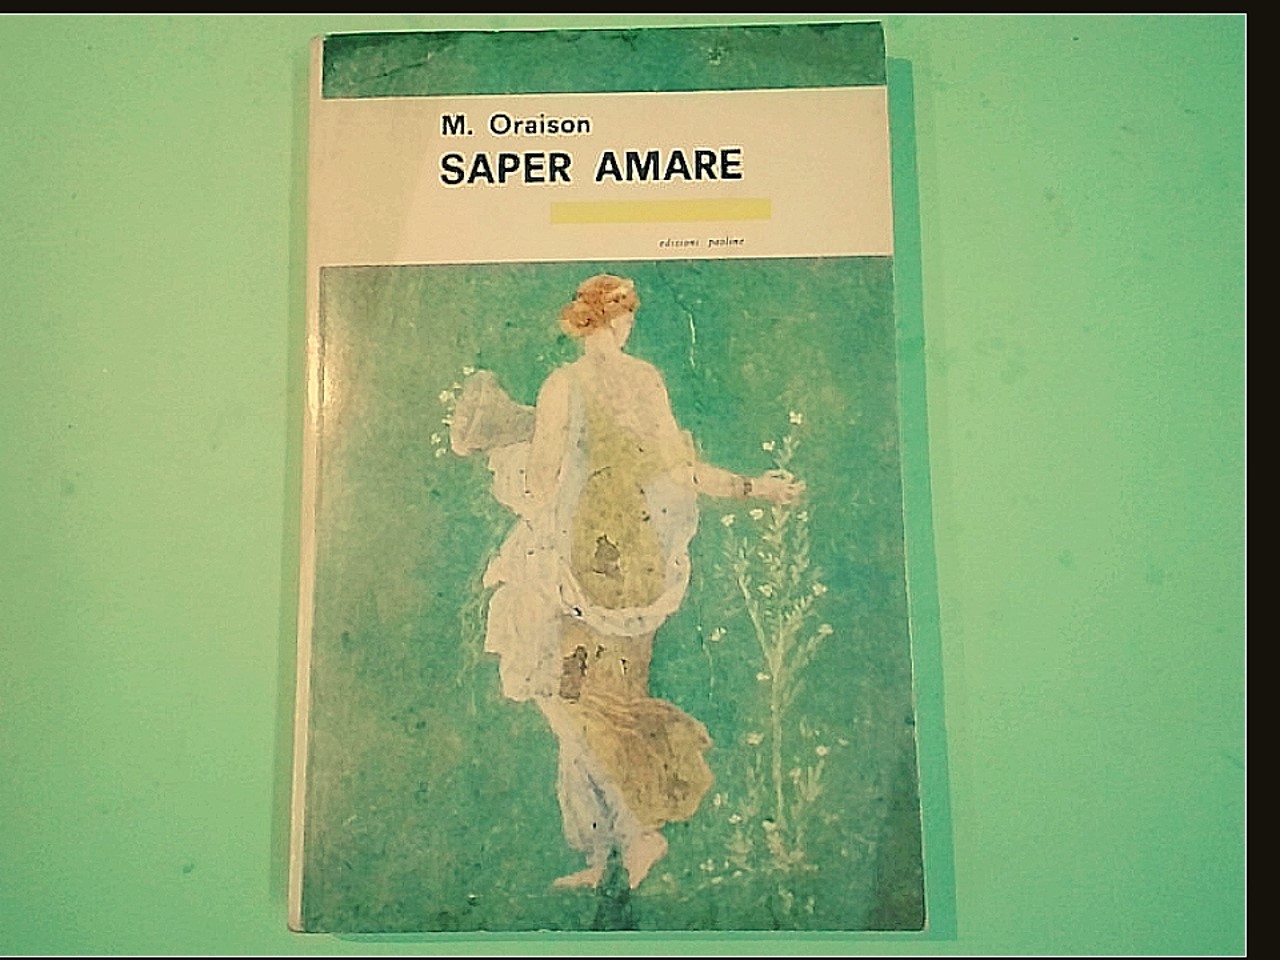 M. Oraison
SAPER AMARE
edizioni paoline